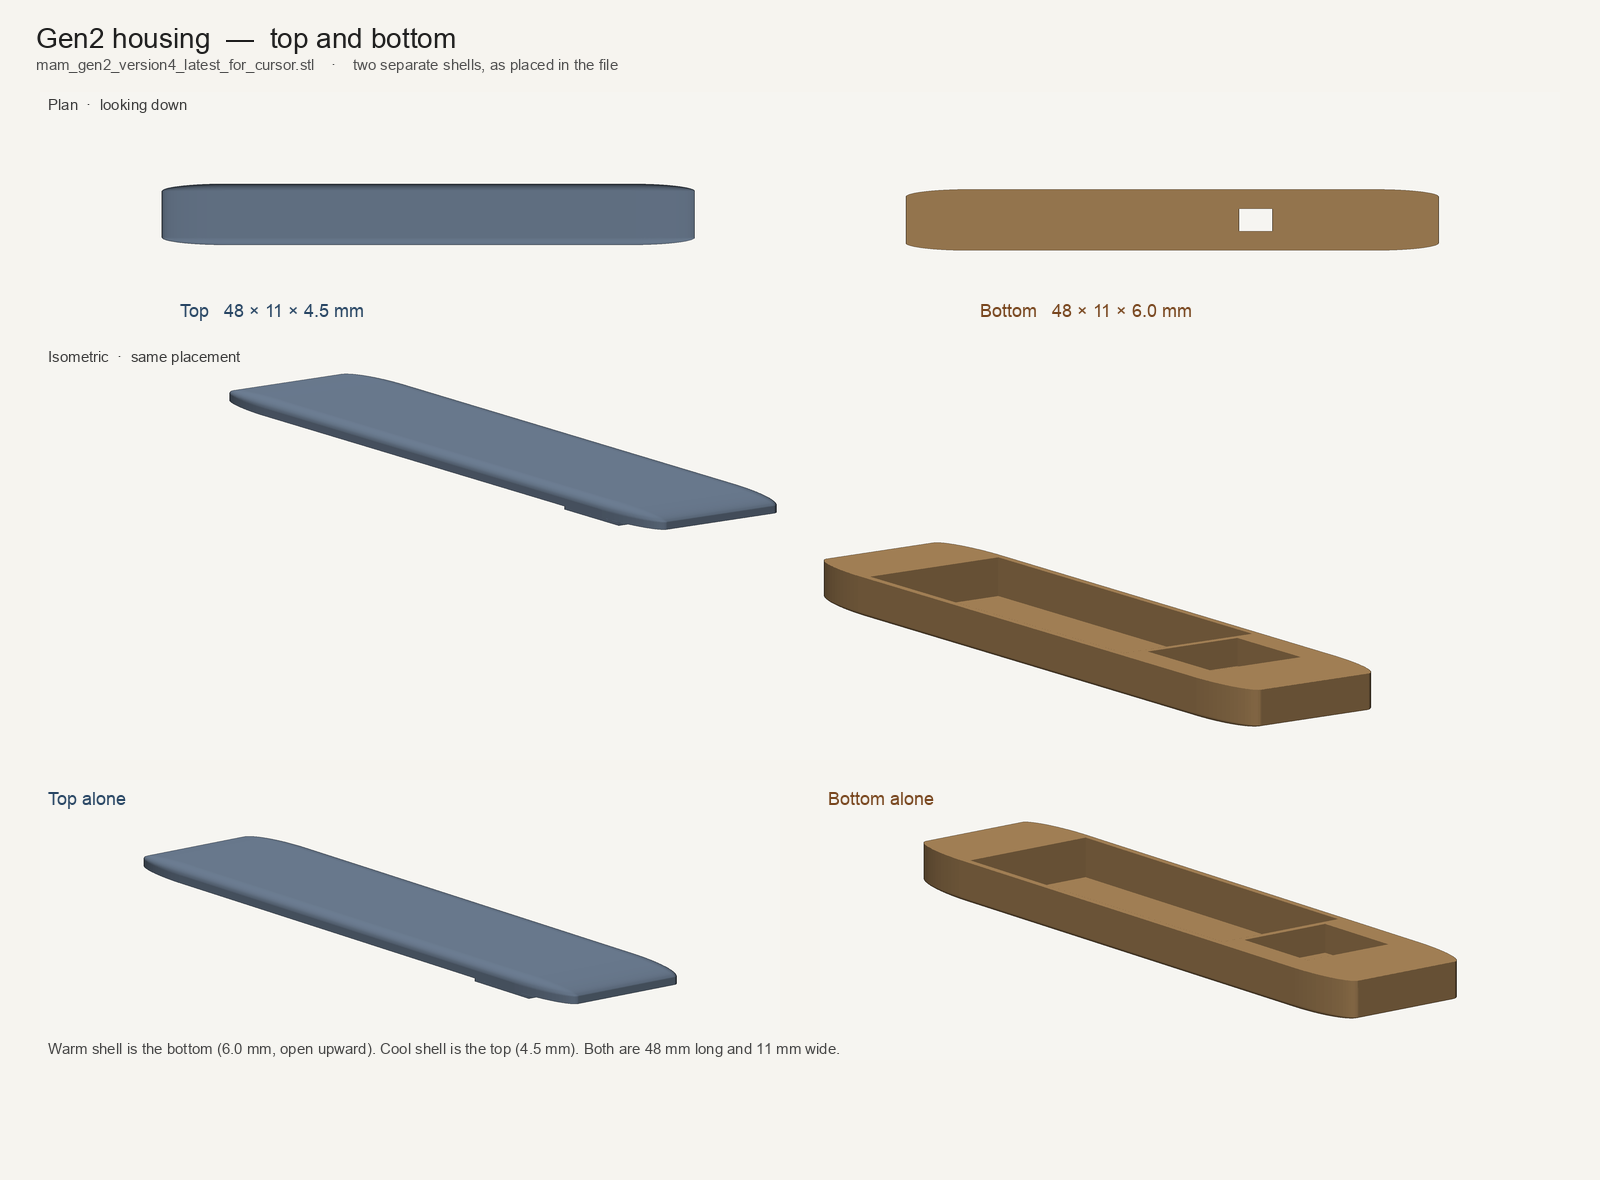 Gen2 housing — top and bottom
mam_gen2_version4_latest_for_cursor.stl · two separate shells, as placed in the file
Plan · looking down
Top 48 × 11 × 4.5 mm
Bottom 48 × 11 × 6.0 mm
Isometric · same placement
Top alone
Bottom alone
Warm shell is the bottom (6.0 mm, open upward). Cool shell is the top (4.5 mm). Both are 48 mm long and 11 mm wide.